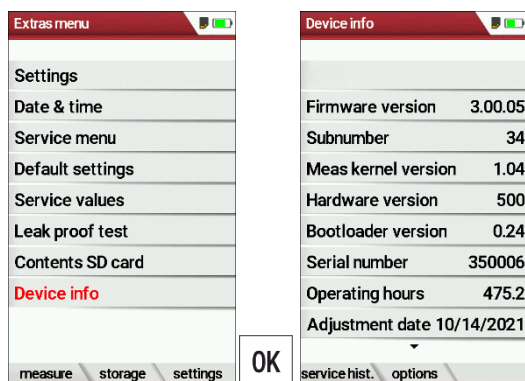 Extras menu
Settings
Date & time
Service menu
Default settings
Service values
Leak proof test
Contents SD card
Device info
measure storage settings
OK
Device info
Firmware version 3.00.05
Subnumber 34
Meas kernel version 1.04
Hardware version 500
Bootloader version 0.24
Serial number 350006
Operating hours 475.2
Adjustment date 10/14/2021
service hist. options